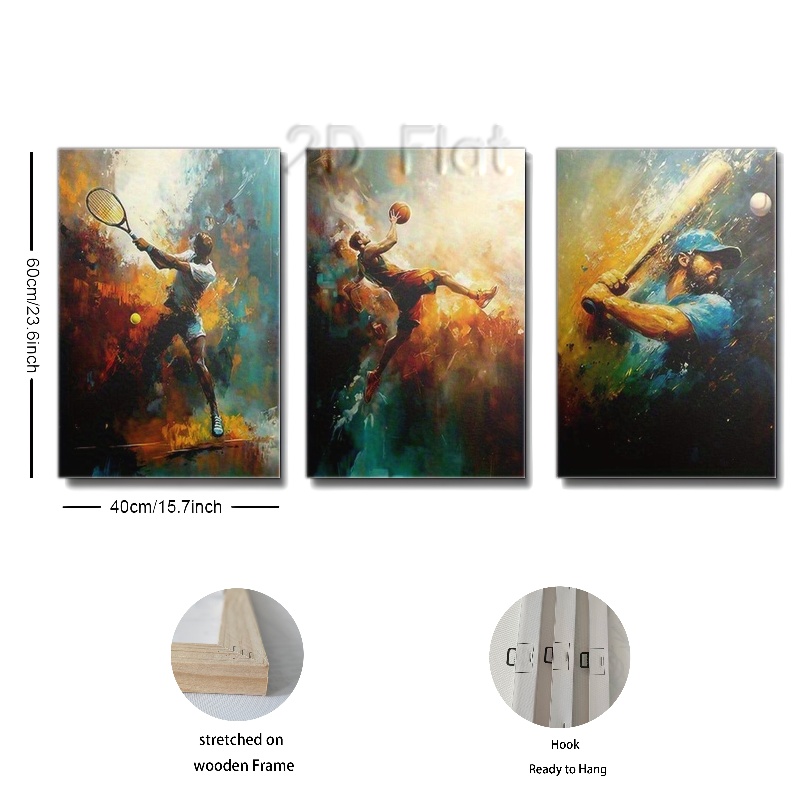 2D Flat
60cm/23.6inch
40cm/15.7inch
stretched on
wooden Frame
Hook
Ready to Hang